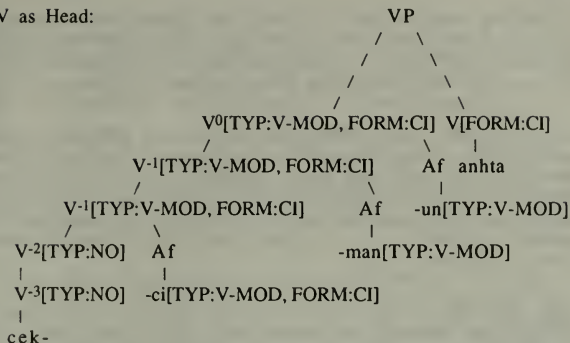 V as Head:
VP
V⁰[TYP:V-MOD, FORM:CI] V[FORM:CI]
V⁻¹[TYP:V-MOD, FORM:CI] Af anhta
V⁻¹[TYP:V-MOD, FORM:CI] Af -un[TYP:V-MOD]
V⁻²[TYP:NO] Af -man[TYP:V-MOD]
V⁻³[TYP:NO] -ci[TYP:V-MOD, FORM:CI]
cek-